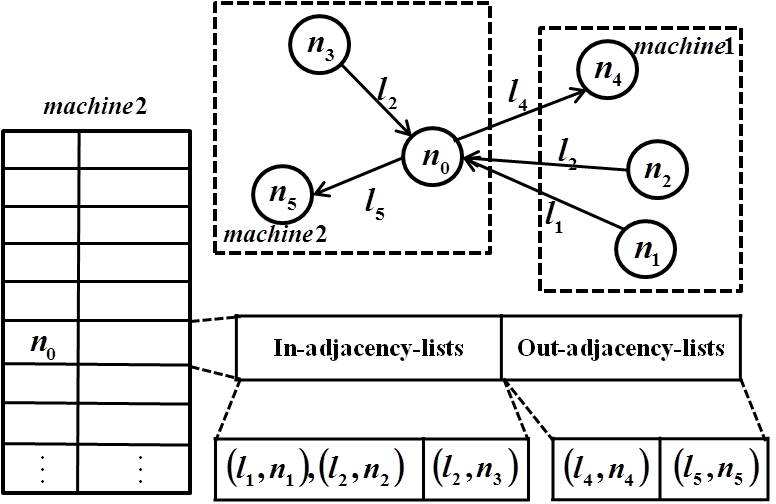 n₃
machine1
n₄
l₂
l₄
machine2
n₀
l₂
n₂
n₅
l₅
l₁
machine2
n₁
n₀
In-adjacency-lists
Out-adjacency-lists
(l₁,n₁),(l₂,n₂)
(l₂,n₃)
(l₄,n₄)
(l₅,n₅)
⋮
⋮